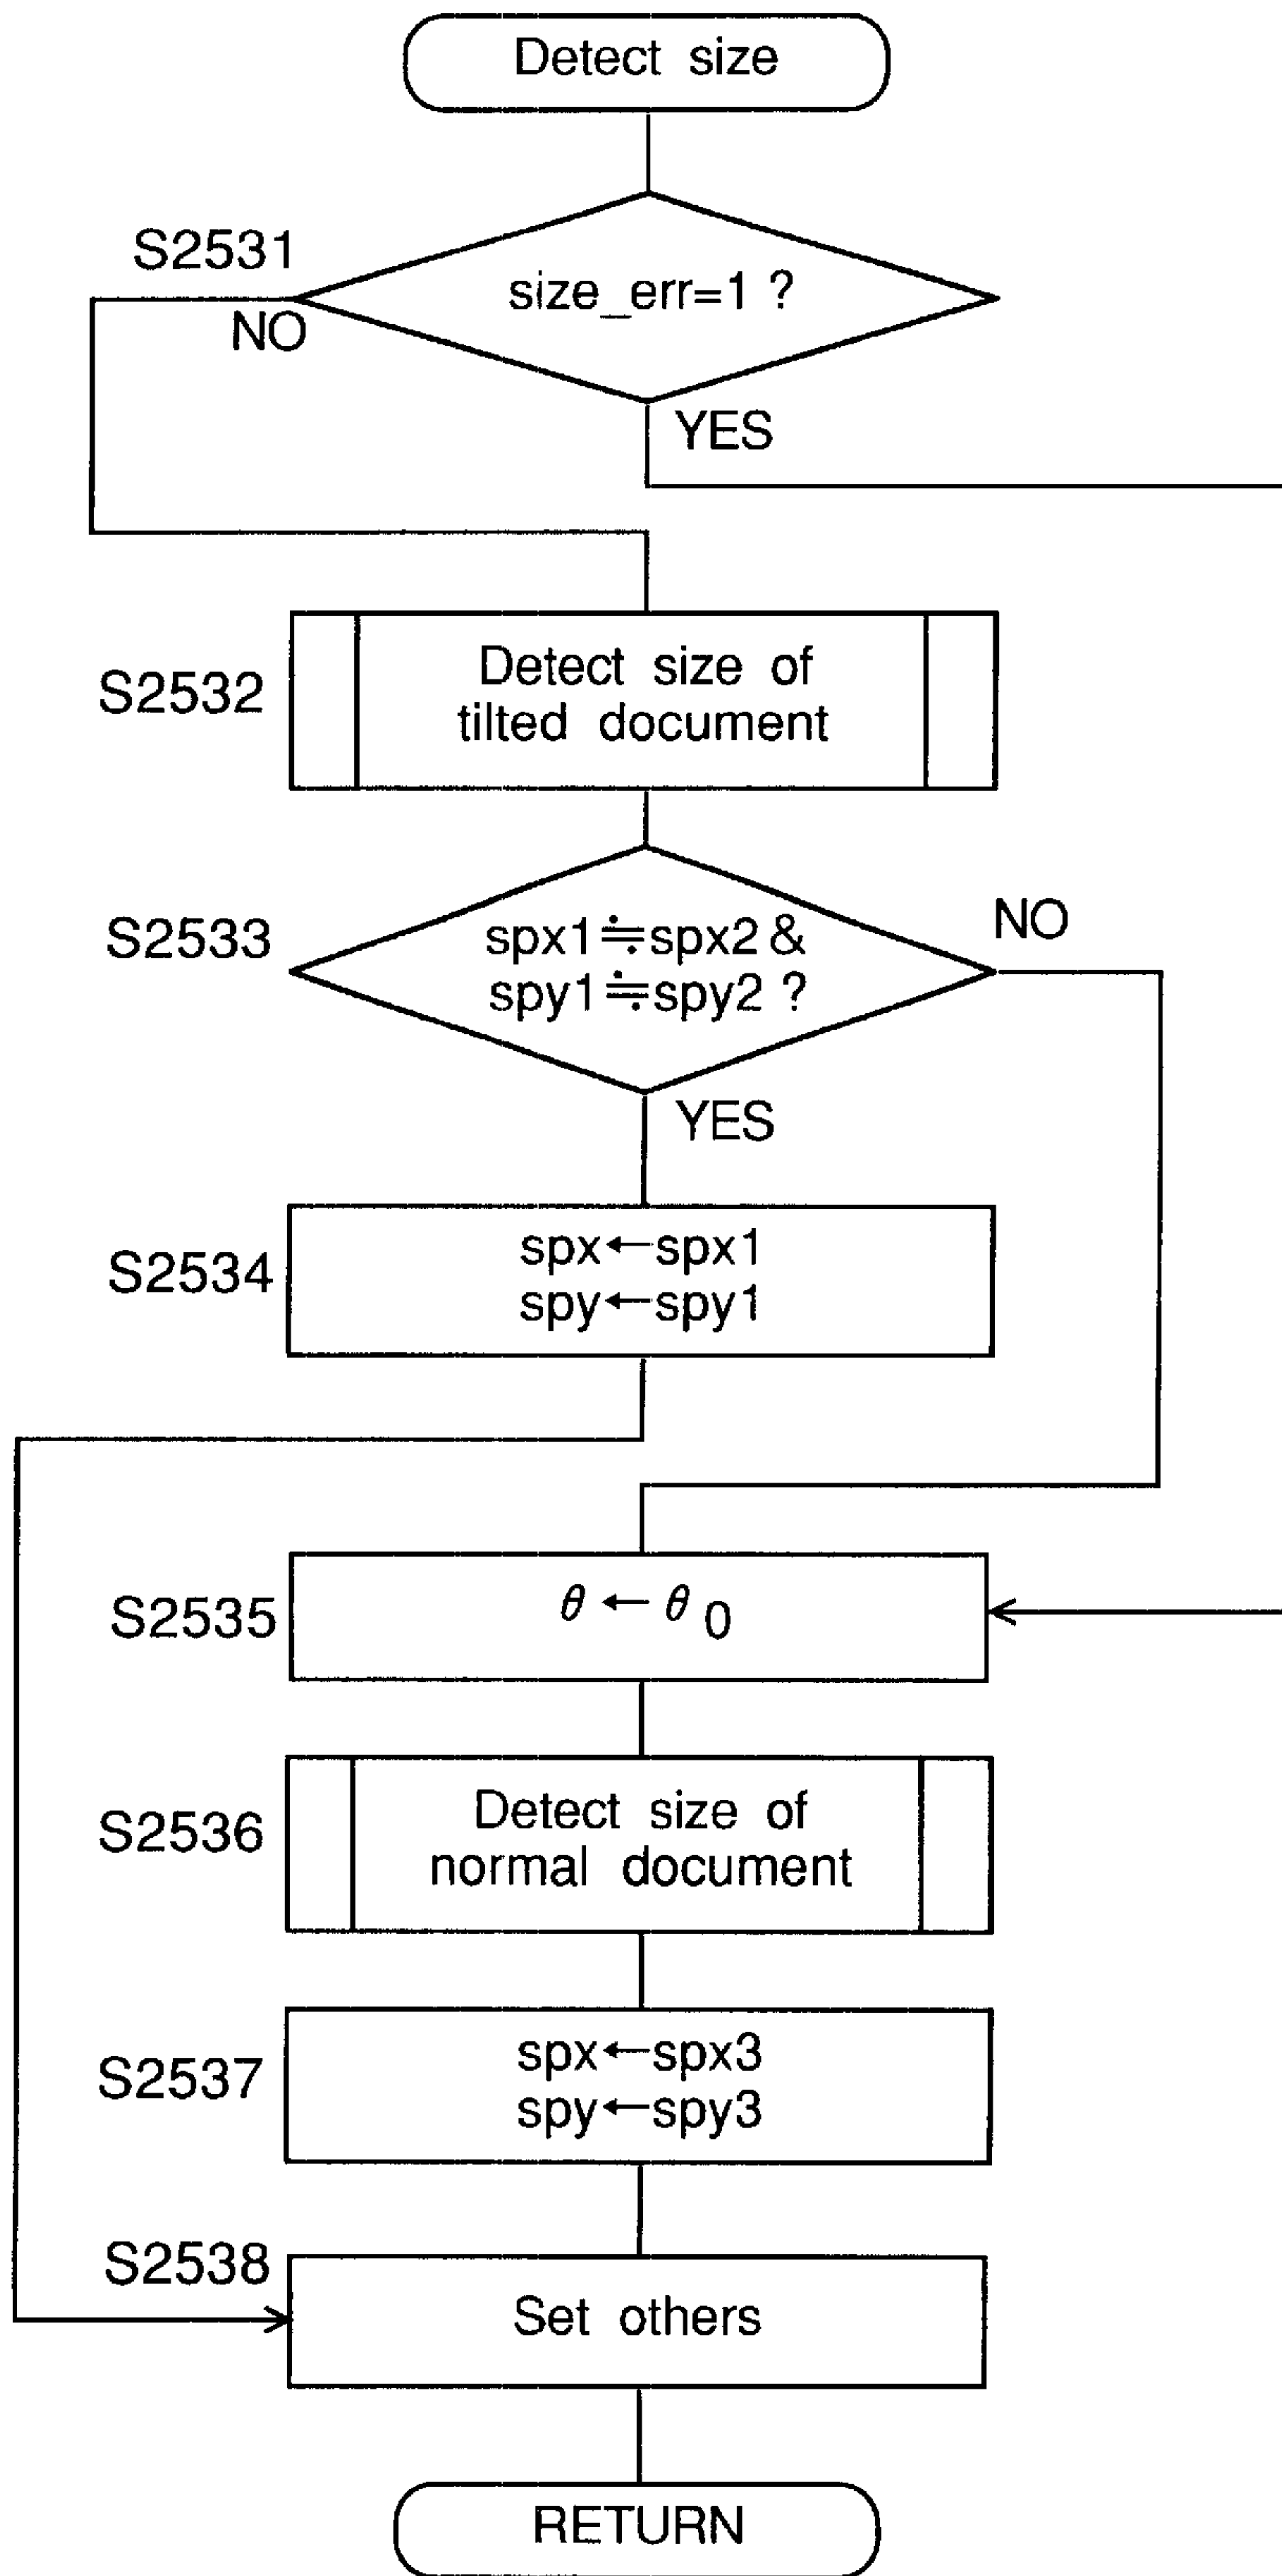 Detect size
S2531
size_err=1 ?
NO
YES
S2532
Detect size of
tilted document
S2533
spx1≒spx2 &
spy1≒spy2 ?
NO
YES
S2534
spx←spx1
spy←spy1
S2535
θ ← θ 0
S2536
Detect size of
normal document
S2537
spx←spx3
spy←spy3
S2538
Set others
RETURN